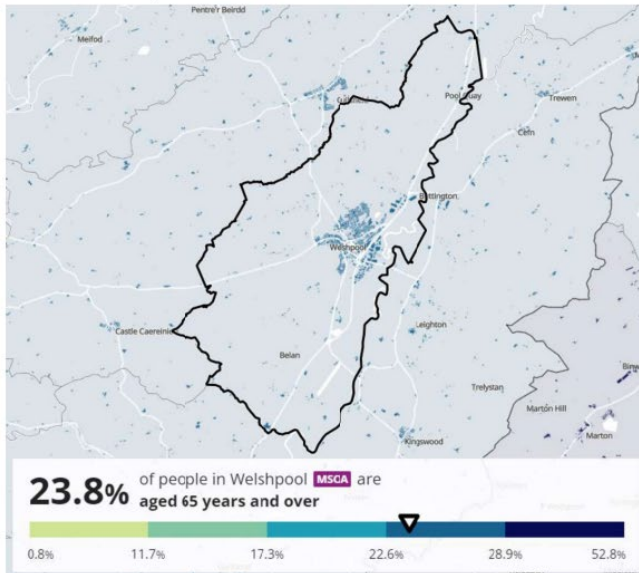 Pentre'r Beirdd
Meifod
Pool Quay
Trewern
Cefn
Buttington
Welshpool
Castle Caereinion
Leighton
Belan
Trelystan
Marton Hill
Marton
Kingswood
23.8%
of people in Welshpool MSOA are
aged 65 years and over
0.8% 11.7% 17.3% 22.6% 28.9% 52.8%